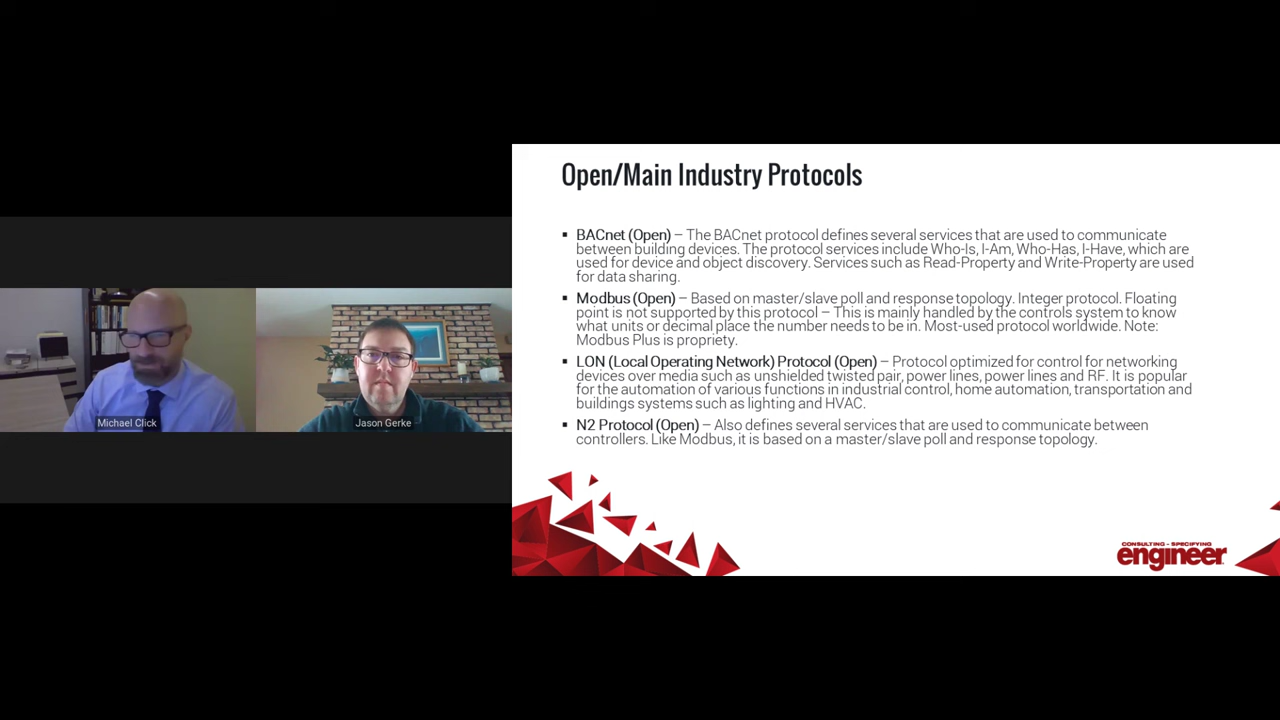 Open/Main Industry Protocols
▪ BACnet (Open) – The BACnet protocol defines several services that are used to communicate
between building devices. The protocol services include Who-Is, I-Am, Who-Has, I-Have, which are
used for device and object discovery. Services such as Read-Property and Write-Property are used
for data sharing.
▪ Modbus (Open) – Based on master/slave poll and response topology. Integer protocol. Floating
point is not supported by this protocol – This is mainly handled by the controls system to know
what units or decimal place the number needs to be in. Most-used protocol worldwide. Note:
Modbus Plus is propriety.
▪ LON (Local Operating Network) Protocol (Open) – Protocol optimized for control for networking
devices over media such as unshielded twisted pair, power lines, power lines and RF. It is popular
for the automation of various functions in industrial control, home automation, transportation and
buildings systems such as lighting and HVAC.
▪ N2 Protocol (Open) – Also defines several services that are used to communicate between
controllers. Like Modbus, it is based on a master/slave poll and response topology.
Michael Click
Jason Gerke
CONSULTING - SPECIFYING
engineer